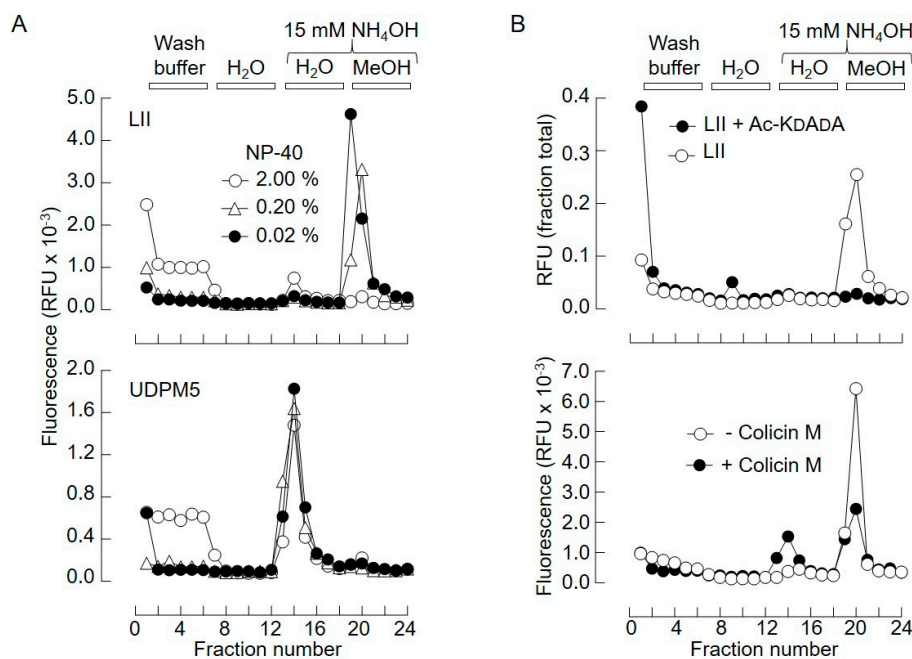 A
15 mM NH₄OH
Wash buffer
H₂O
H₂O
MeOH
LII
NP-40
2.00 %
0.20 %
0.02 %
5.0
4.0
3.0
2.0
1.0
0.0
UDPM5
2.0
1.6
1.2
0.8
0.4
0.0
Fluorescence (RFU x 10⁻³)
0 4 8 12 16 20 24
Fraction number
B
15 mM NH₄OH
Wash buffer
H₂O
H₂O
MeOH
0.4
0.3
0.2
0.1
0.0
RFU (fraction total)
LII + Ac-KDADA
LII
7.0
6.0
5.0
4.0
3.0
2.0
1.0
0.0
Fluorescence (RFU x 10⁻³)
- Colicin M
+ Colicin M
0 4 8 12 16 20 24
Fraction number